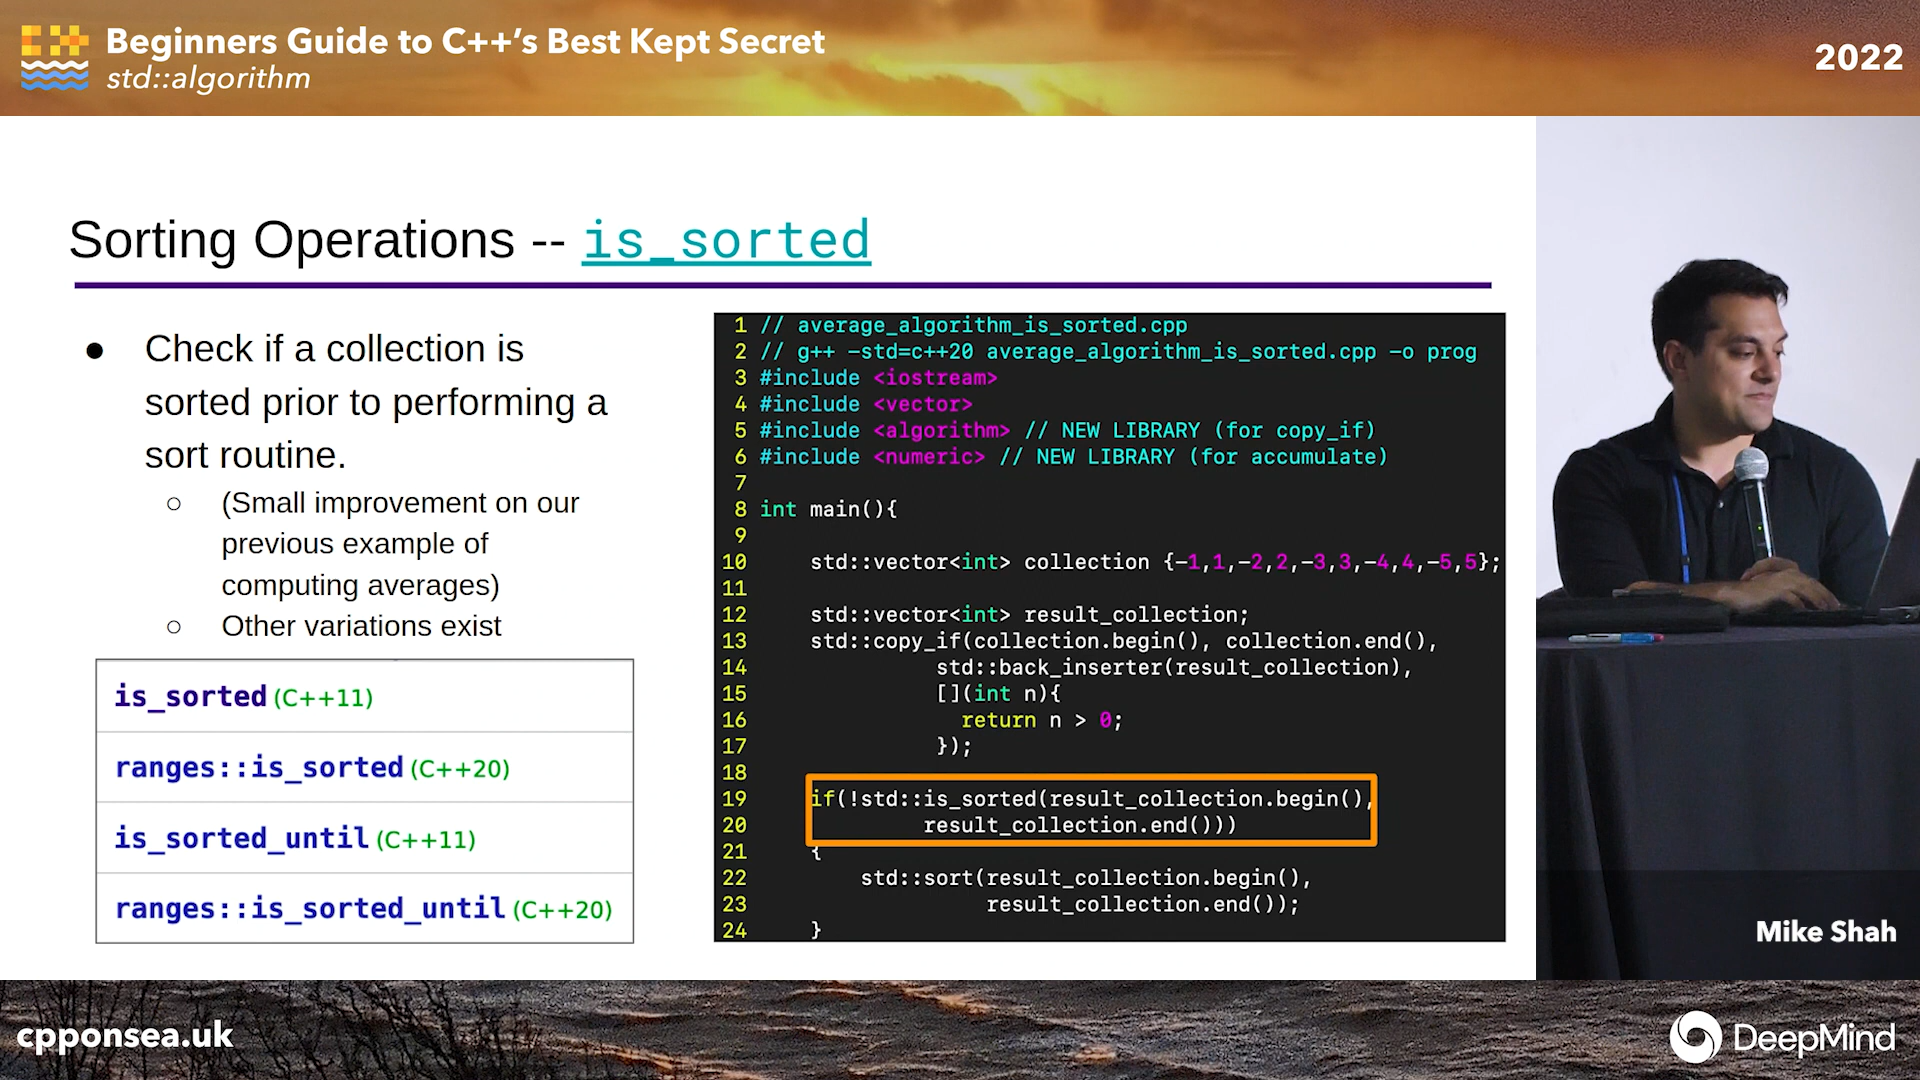 Beginners Guide to C++'s Best Kept Secret
std::algorithm
2022
Sorting Operations -- is_sorted
● Check if a collection is
sorted prior to performing a
sort routine.
○ (Small improvement on our
previous example of
computing averages)
○ Other variations exist
is_sorted (C++11)
ranges::is_sorted (C++20)
is_sorted_until (C++11)
ranges::is_sorted_until (C++20)
1 // average_algorithm_is_sorted.cpp
2 // g++ -std=c++20 average_algorithm_is_sorted.cpp -o prog
3 #include <iostream>
4 #include <vector>
5 #include <algorithm> // NEW LIBRARY (for copy_if)
6 #include <numeric> // NEW LIBRARY (for accumulate)
7
8 int main(){
9
10 std::vector<int> collection {-1,1,-2,2,-3,3,-4,4,-5,5};
11
12 std::vector<int> result_collection;
13 std::copy_if(collection.begin(), collection.end(),
14 std::back_inserter(result_collection),
15 [](int n){
16 return n > 0;
17 });
18
19 if(!std::is_sorted(result_collection.begin(),
20 result_collection.end()))
21 {
22 std::sort(result_collection.begin(),
23 result_collection.end());
24 }
Mike Shah
cpponsea.uk
DeepMind